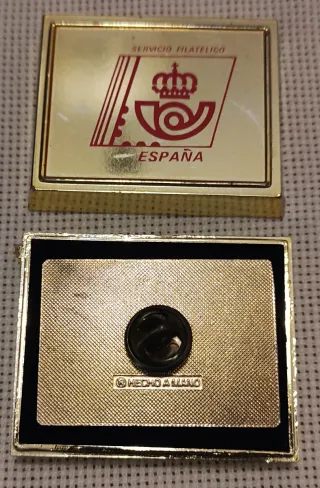 SERVICIO FILATELICO
ESPAÑA
HECHO A MANO